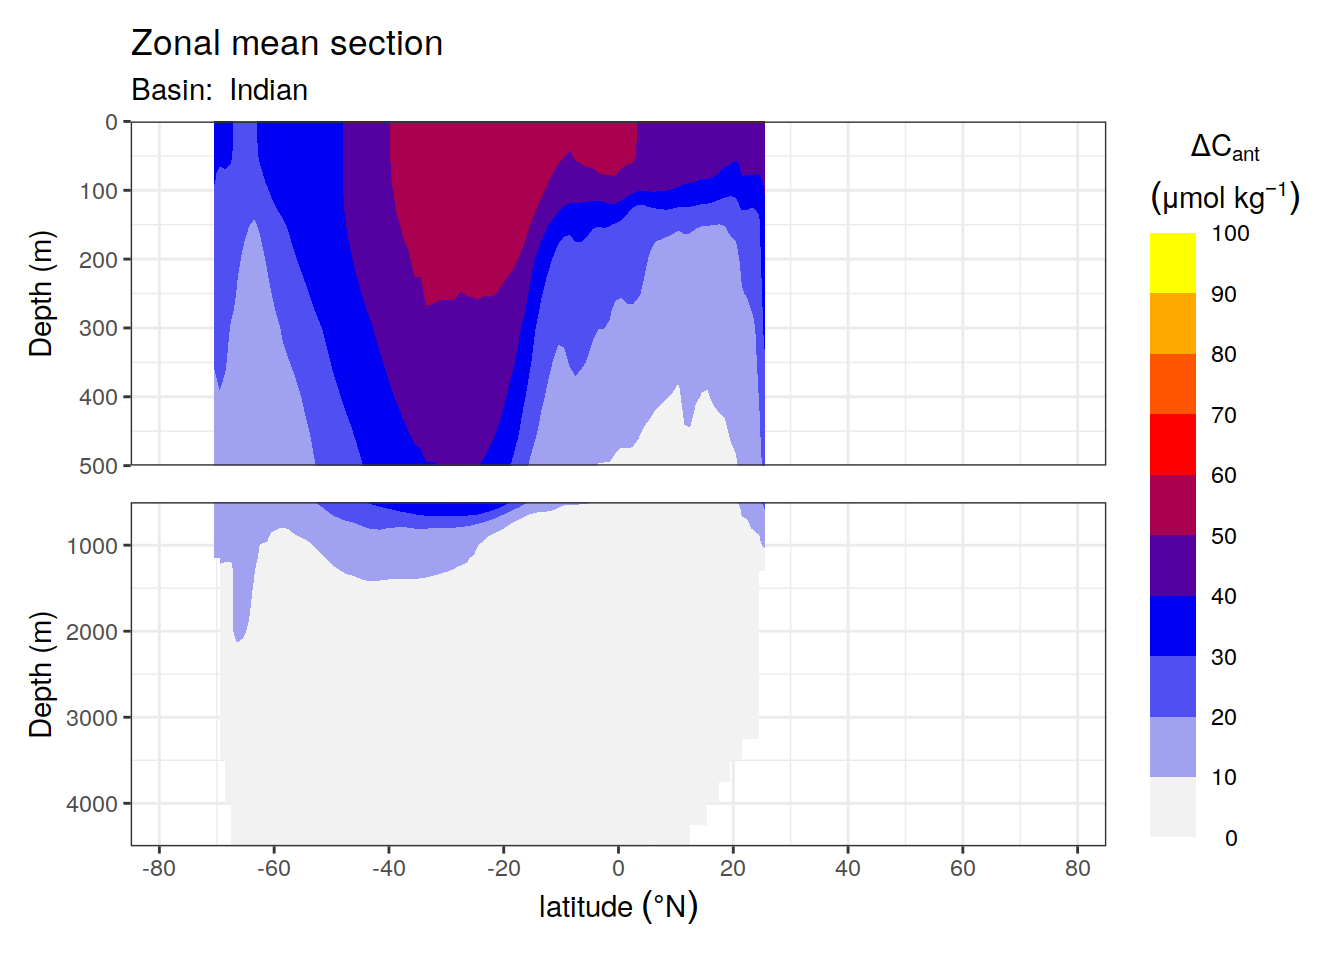 Zonal mean section
Basin:  Indian
0
100
200
300
400
500
Depth (m)
1000
2000
3000
4000
Depth (m)
-80 -60 -40 -20 0 20 40 60 80
latitude (°N)
ΔCant
(µmol kg⁻¹)
100
90
80
70
60
50
40
30
20
10
0